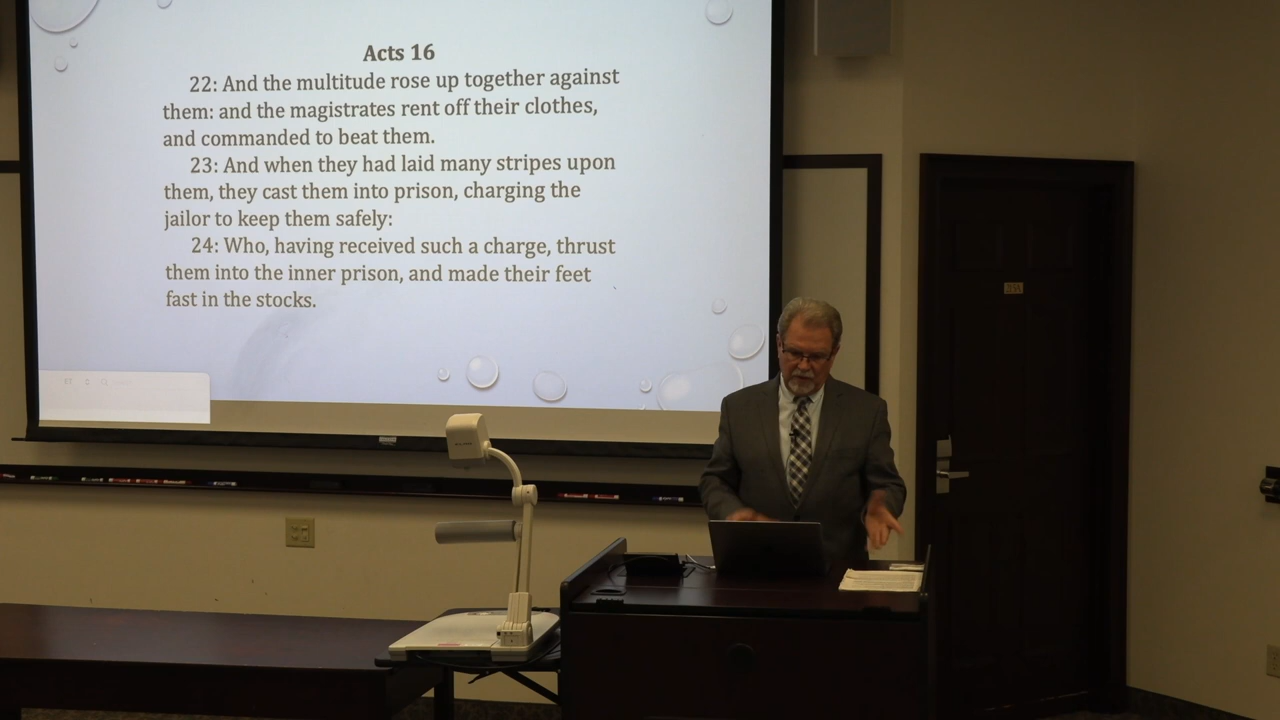 Acts 16
22: And the multitude rose up together against
them: and the magistrates rent off their clothes,
and commanded to beat them.
23: And when they had laid many stripes upon
them, they cast them into prison, charging the
jailor to keep them safely:
24: Who, having received such a charge, thrust
them into the inner prison, and made their feet
fast in the stocks.